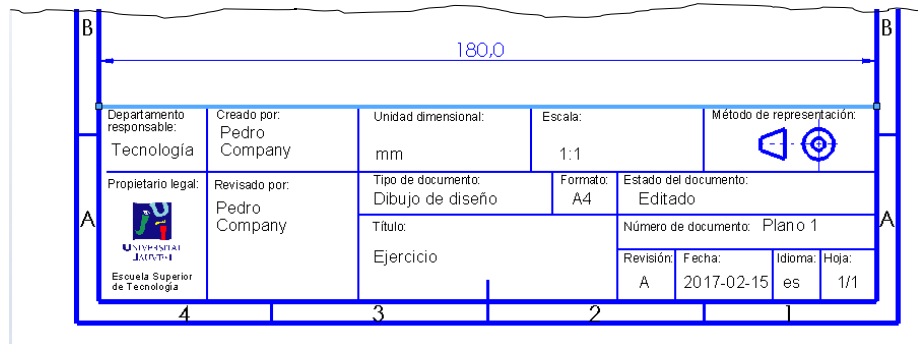 B
B
180,0
Departamento
responsable:
Tecnología
Creado por:
Pedro
Company
Unidad dimensional:
mm
Escala:
1:1
Método de representación:
Propietario legal:
UNIVERSITAT
JAUME·I
Escuela Superior
de Tecnología
Revisado por:
Pedro
Company
Tipo de documento:
Dibujo de diseño
Formato:
A4
Estado del documento:
Editado
Título:
Ejercicio
Número de documento: Plano 1
Revisión:
A
Fecha:
2017-02-15
Idioma:
es
Hoja:
1/1
A
A
4
3
2
1